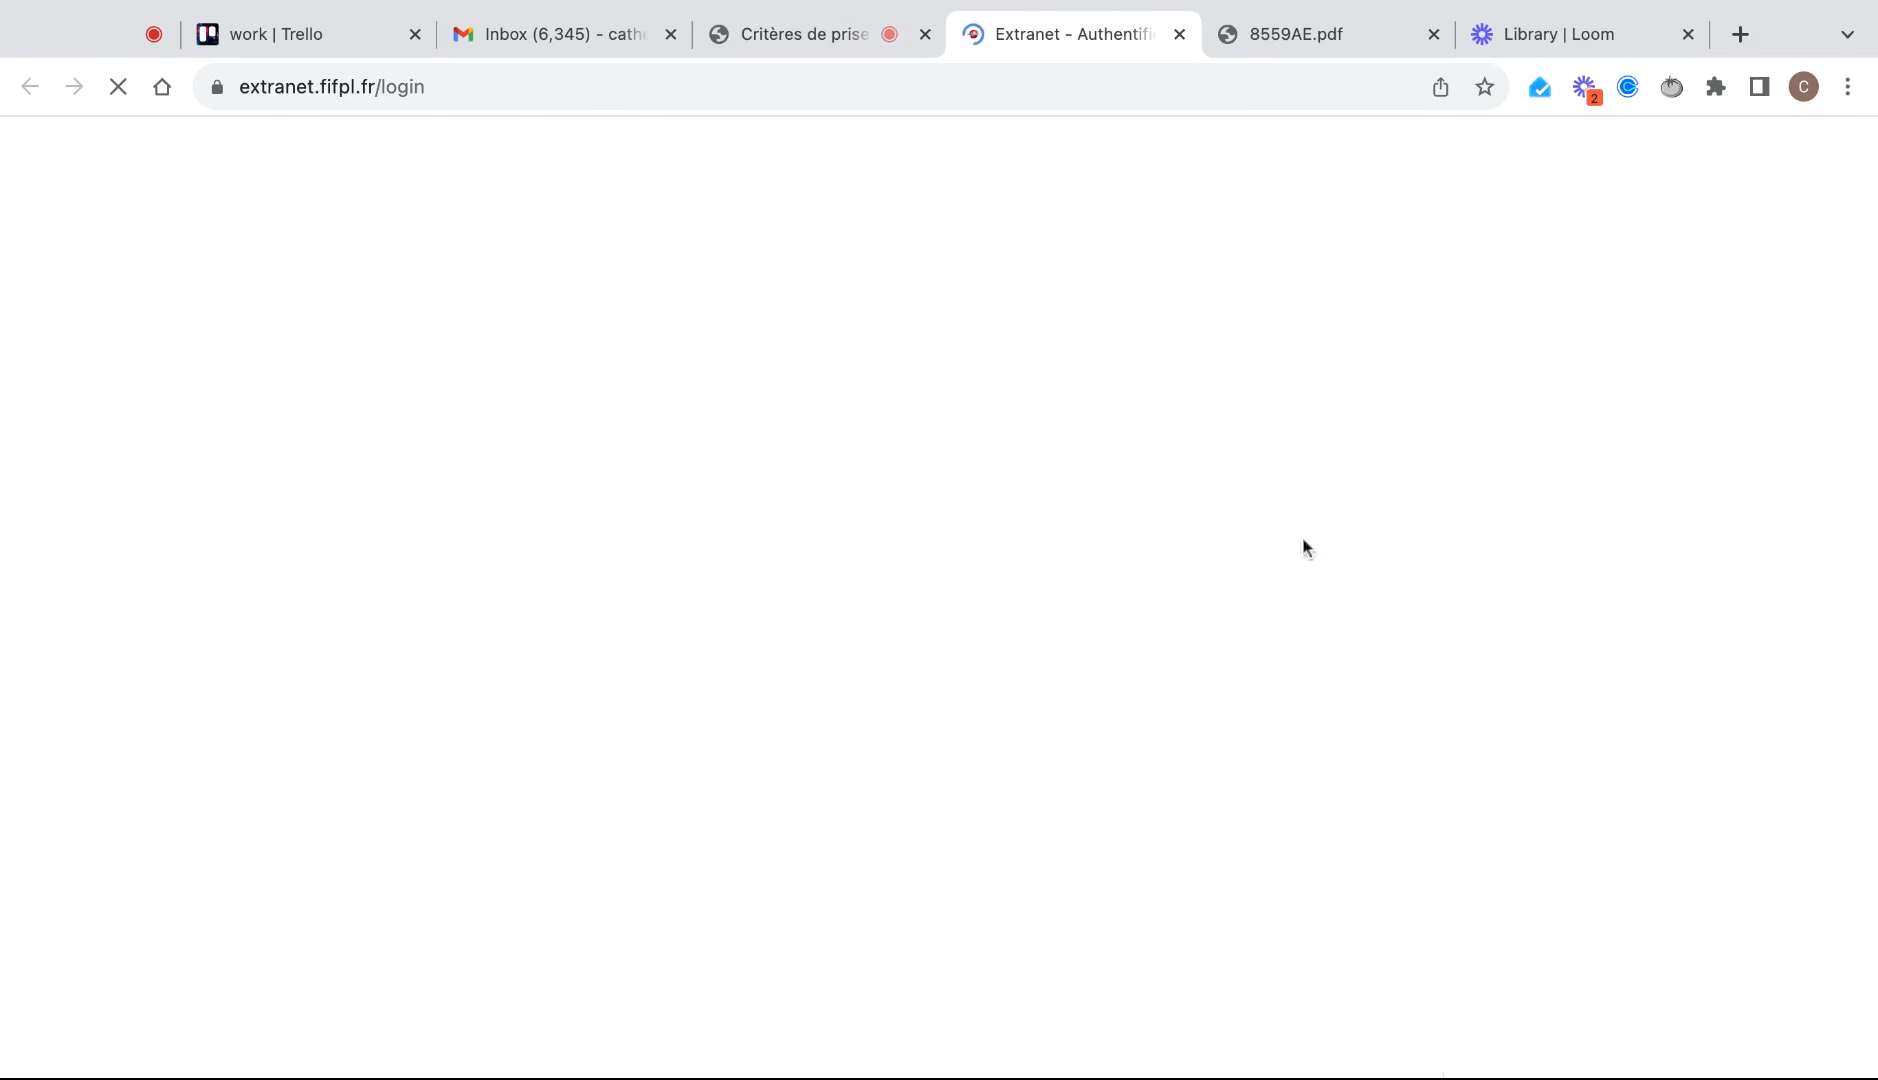 work | Trello
Inbox (6,345) - cathe
Critères de prise
Extranet - Authentifi
8559AE.pdf
Library | Loom
extranet.fifpl.fr/login
2
C